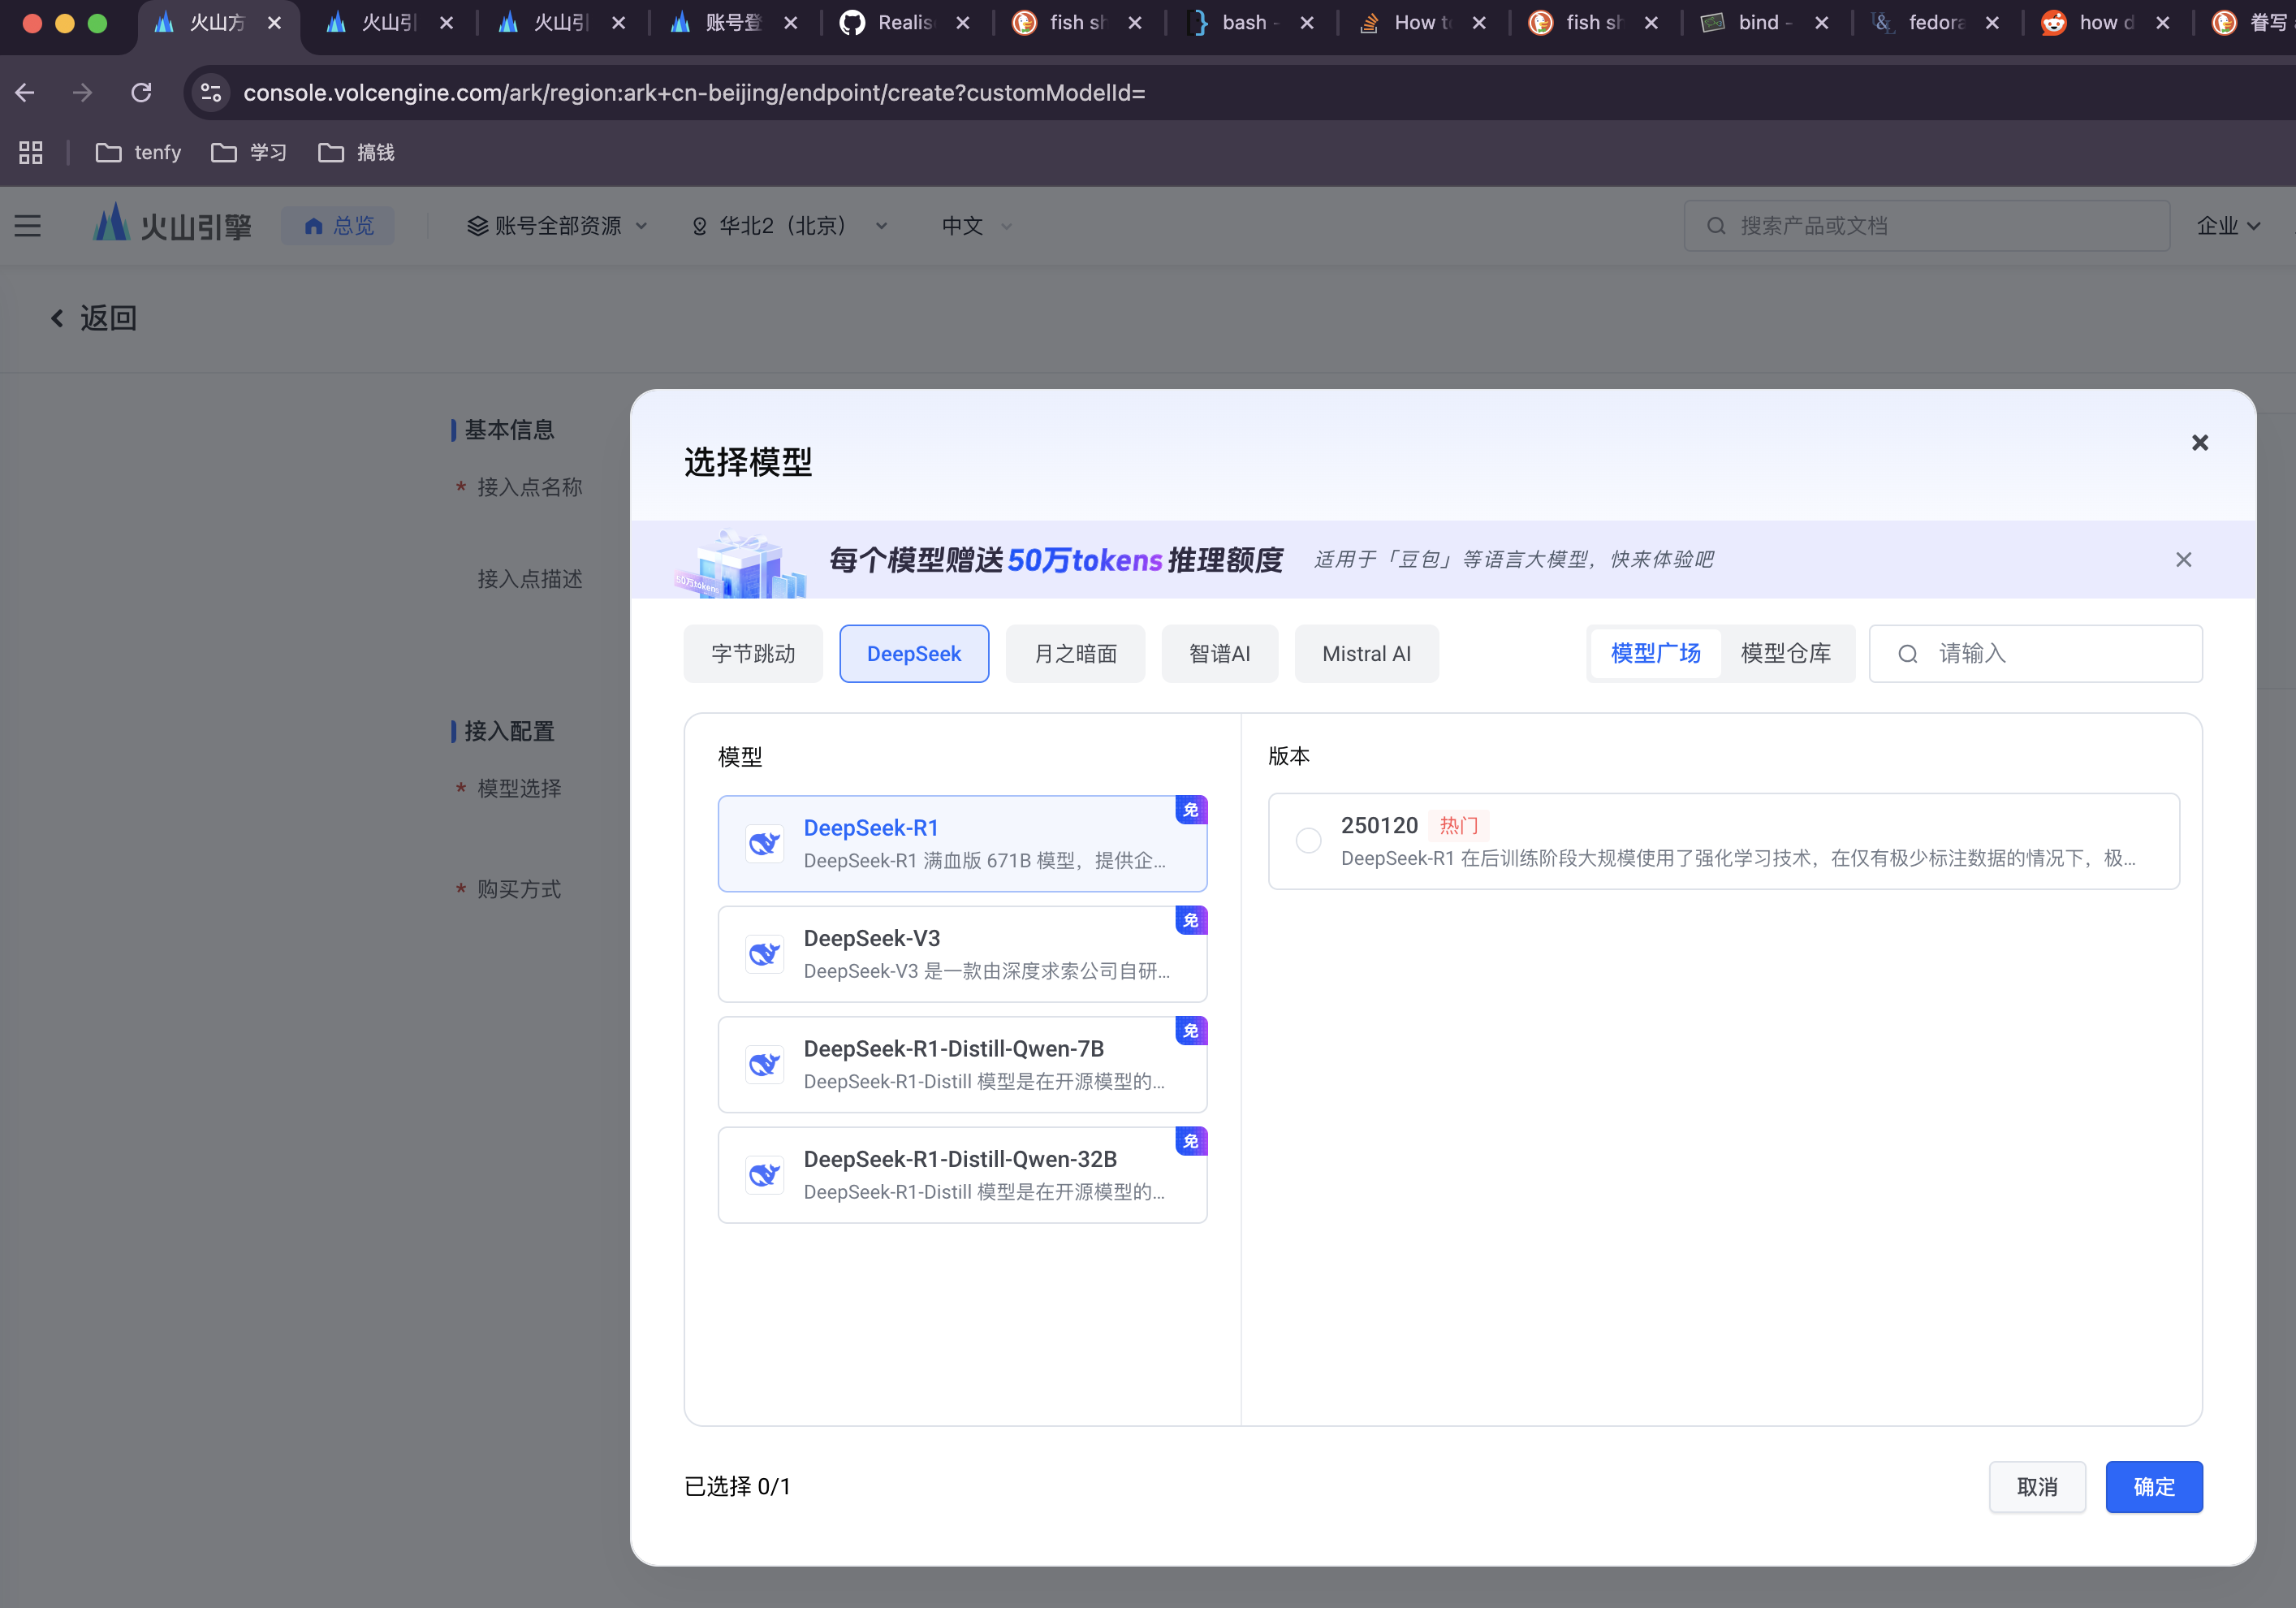 火山方
火山引
火山引
账号登
Realis
fish sh
bash -
How to
fish sh
bind -
fedora
how d
眷写
console.volcengine.com/ark/region:ark+cn-beijing/endpoint/create?customModelId=
tenfy
学习
搞钱
火山引擎
总览
账号全部资源
华北2（北京）
中文
搜索产品或文档
企业
返回
基本信息
* 接入点名称
接入点描述
接入配置
* 模型选择
* 购买方式
选择模型
50万tokens
每个模型赠送50万tokens推理额度
适用于「豆包」等语言大模型，快来体验吧
字节跳动
DeepSeek
月之暗面
智谱AI
Mistral AI
模型广场
模型仓库
请输入
模型
免
DeepSeek-R1
DeepSeek-R1 满血版 671B 模型，提供企...
免
DeepSeek-V3
DeepSeek-V3 是一款由深度求索公司自研...
免
DeepSeek-R1-Distill-Qwen-7B
DeepSeek-R1-Distill 模型是在开源模型的...
免
DeepSeek-R1-Distill-Qwen-32B
DeepSeek-R1-Distill 模型是在开源模型的...
版本
250120 热门
DeepSeek-R1 在后训练阶段大规模使用了强化学习技术，在仅有极少标注数据的情况下，极...
已选择 0/1
取消
确定